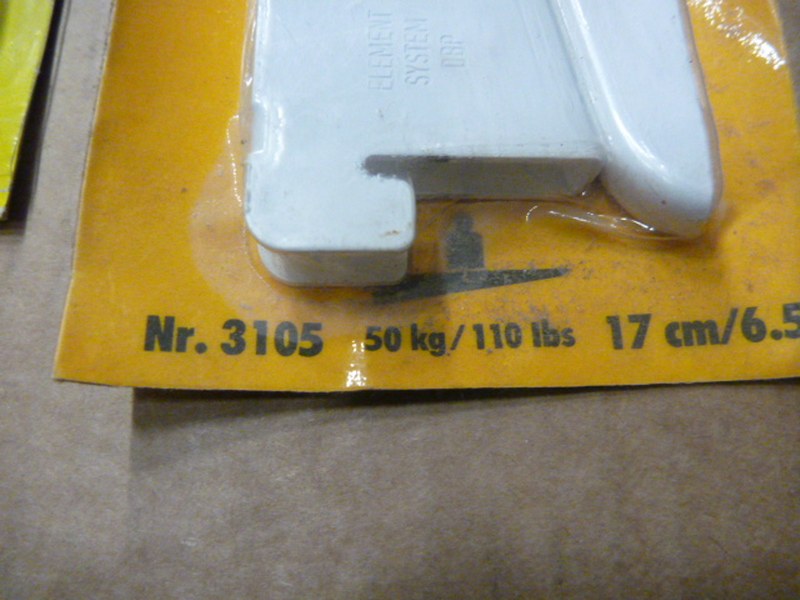 ELEMENT
SYSTEM
DBP
Nr. 3105 50 kg/110 lbs 17 cm/6.5